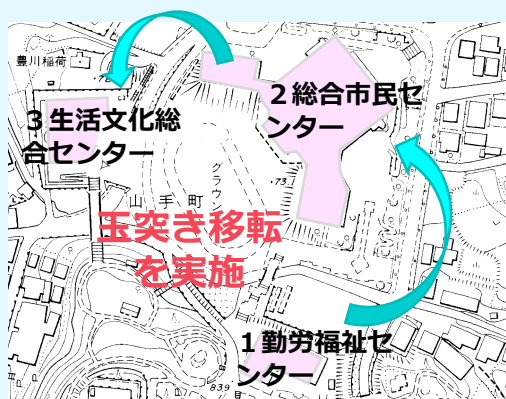 豊川稲荷
２総合市民セ
ンター
３生活文化総
合センター
グラウン
73
山手町
玉突き移転
を実施
１勤労福祉セ
ンター
839